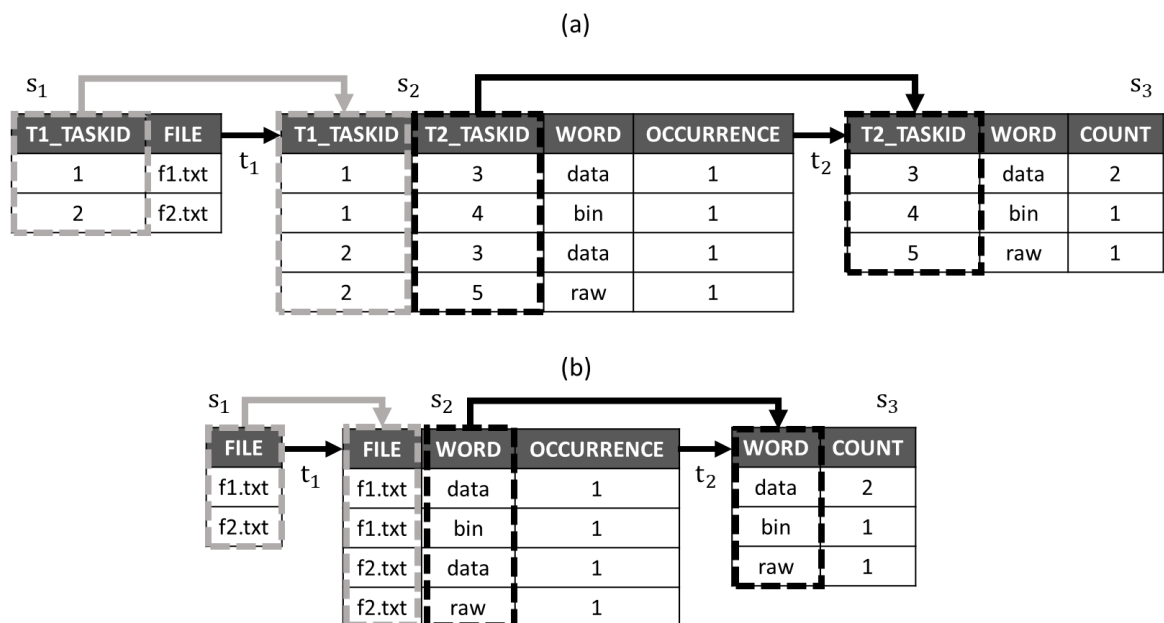 (a)
s1 s2 s3
T1_TASKID FILE T1_TASKID T2_TASKID WORD OCCURRENCE T2_TASKID WORD COUNT
t1 t2
1 f1.txt 1 3 data 1 3 data 2
2 f2.txt 1 4 bin 1 4 bin 1
2 3 data 1 5 raw 1
2 5 raw 1
(b)
s1 s2 s3
FILE FILE WORD OCCURRENCE WORD COUNT
t1 t2
f1.txt f1.txt data 1 data 2
f2.txt f1.txt bin 1 bin 1
f2.txt data 1 raw 1
f2.txt raw 1